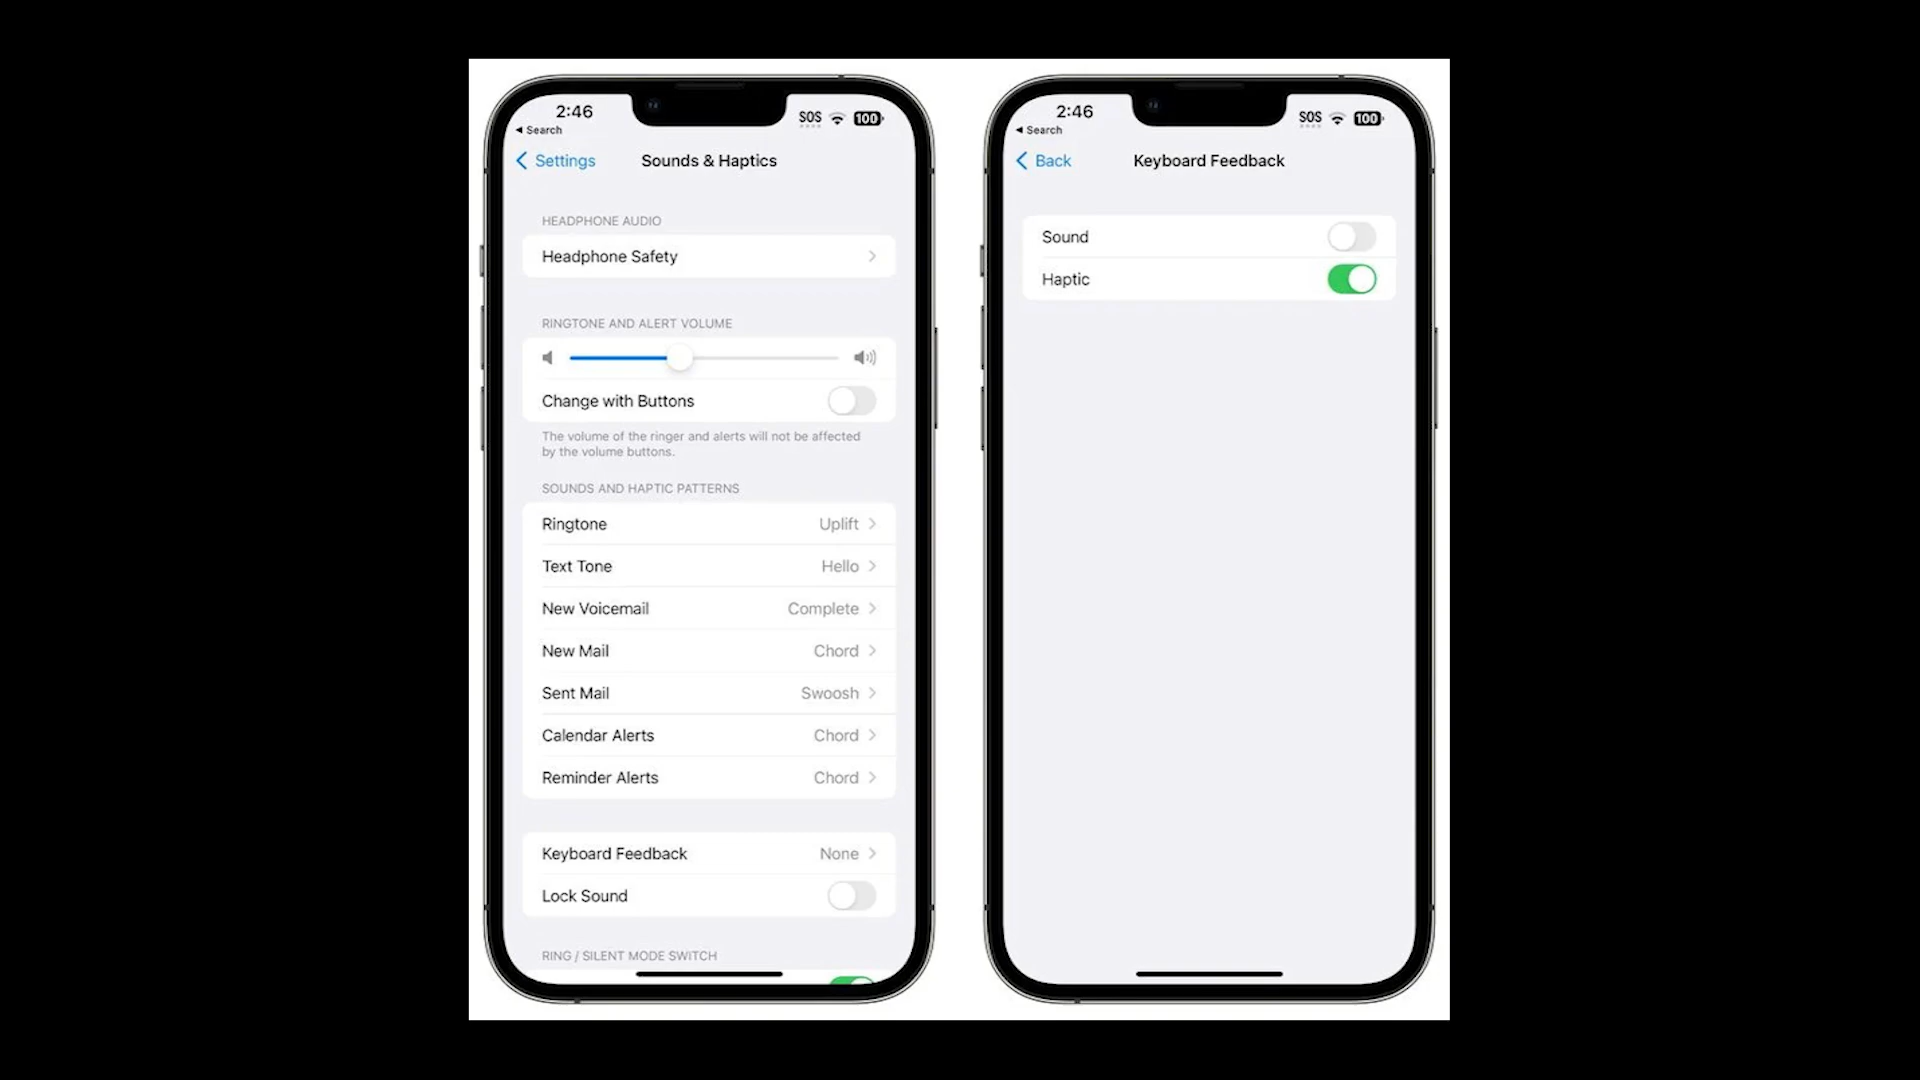 2:46
SOS 100
Search
Settings
Sounds & Haptics
HEADPHONE AUDIO
Headphone Safety
RINGTONE AND ALERT VOLUME
Change with Buttons
The volume of the ringer and alerts will not be affected
by the volume buttons.
SOUNDS AND HAPTIC PATTERNS
Ringtone Uplift
Text Tone Hello
New Voicemail Complete
New Mail Chord
Sent Mail Swoosh
Calendar Alerts Chord
Reminder Alerts Chord
Keyboard Feedback None
Lock Sound
RING / SILENT MODE SWITCH
2:46
SOS 100
Search
Back
Keyboard Feedback
Sound
Haptic